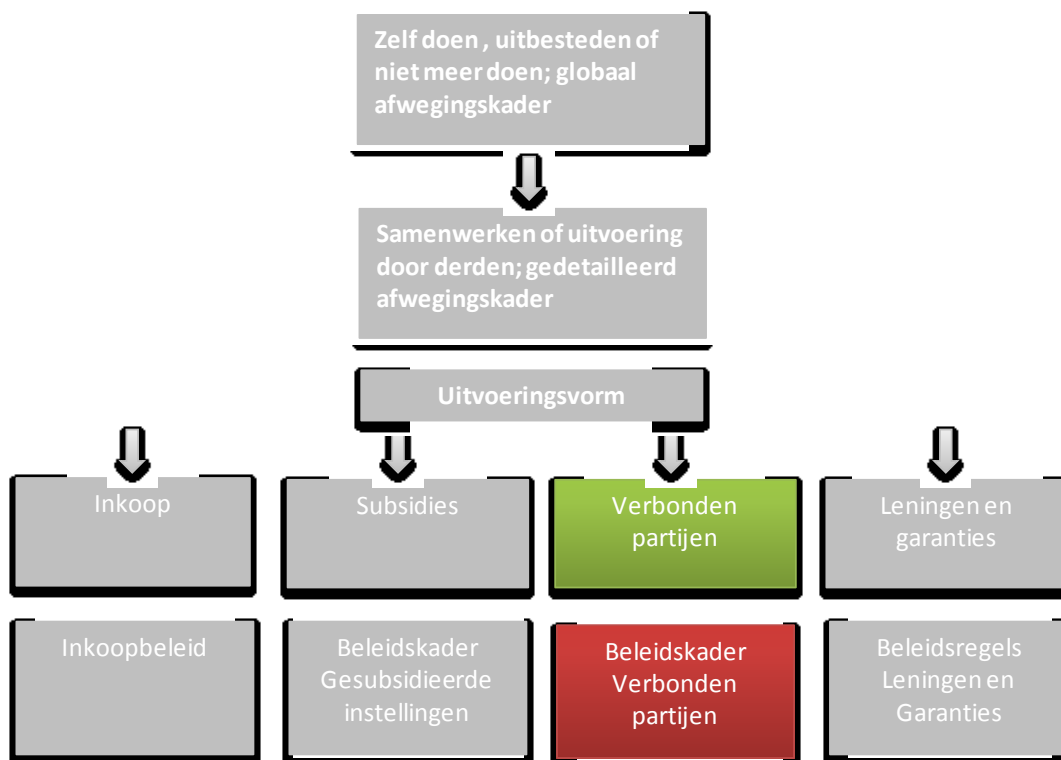 Zelf doen , uitbesteden of
niet meer doen; globaal
afwegingskader
Samenwerken of uitvoering
door derden; gedetailleerd
afwegingskader
Uitvoeringsvorm
Inkoop
Subsidies
Verbonden
partijen
Leningen en
garanties
Inkoopbeleid
Beleidskader
Gesubsidieerde
instellingen
Beleidskader
Verbonden
partijen
Beleidsregels
Leningen en
Garanties